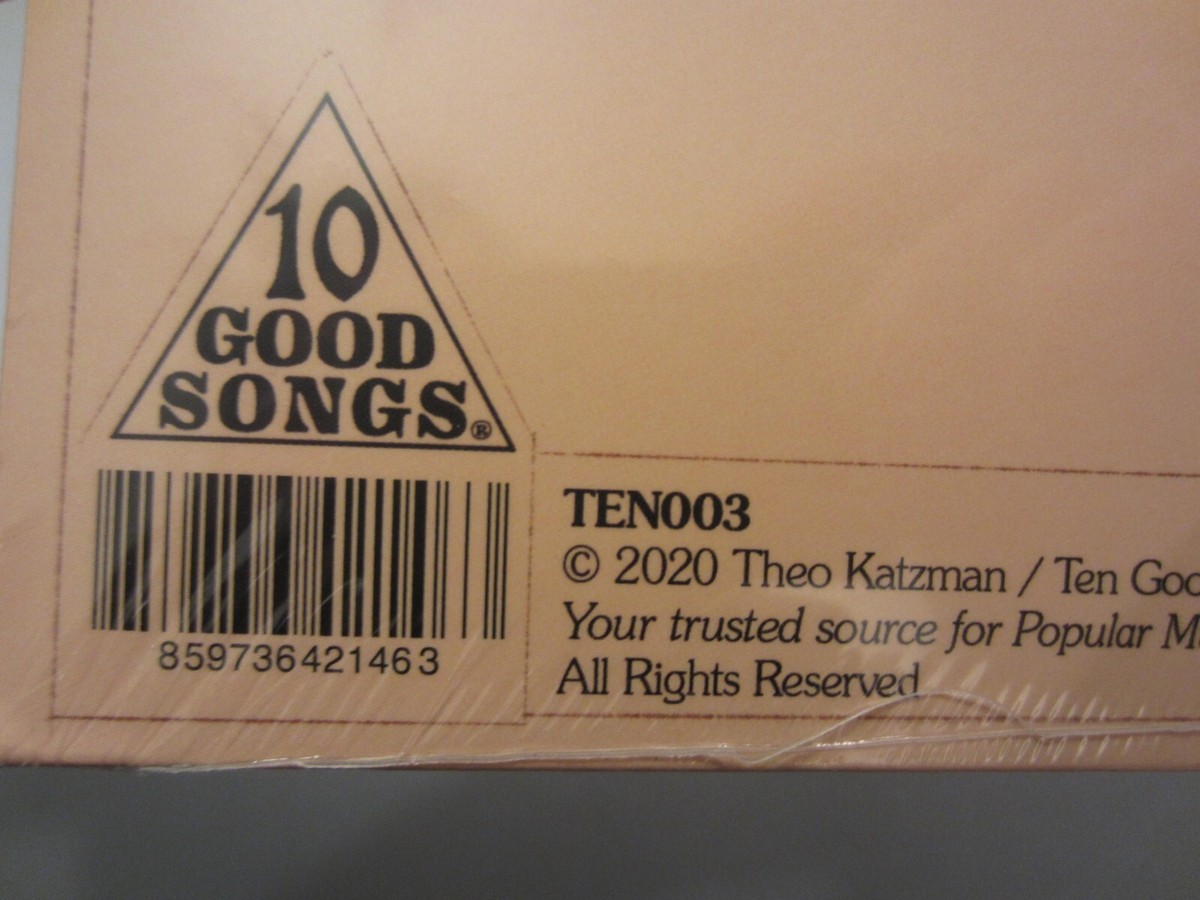 10
GOOD
SONGS®
859736421463
TEN003
© 2020 Theo Katzman / Ten
Your trusted source for Popular
All Rights Reserved